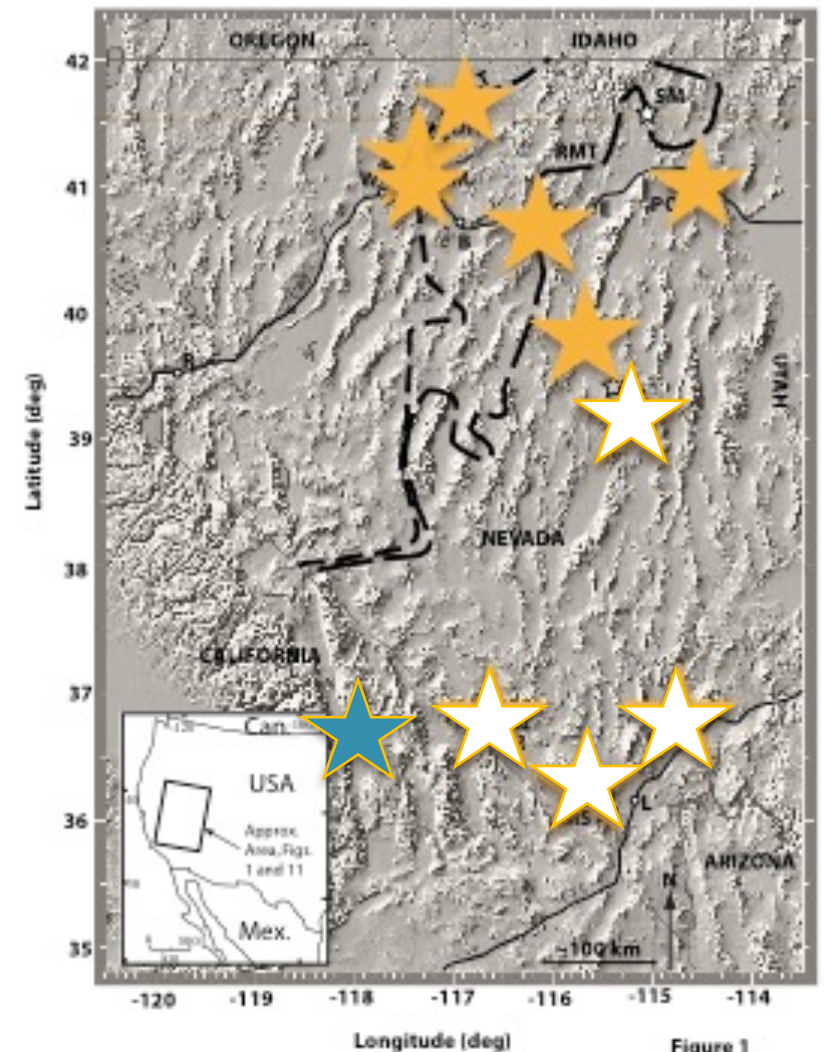 OREGON
IDAHO
42
SM
RMT
41
B
40
R
UTAH
39
Latitude (deg)
NEVADA
38
CALIFORNIA
37
Can.
USA
Approx.
Area, Figs.
1 and 11
Mex.
36
L
ARIZONA
N
35
~100 km
-120
-119
-118
-117
-116
-115
-114
Longitude (deg)
Figure 1